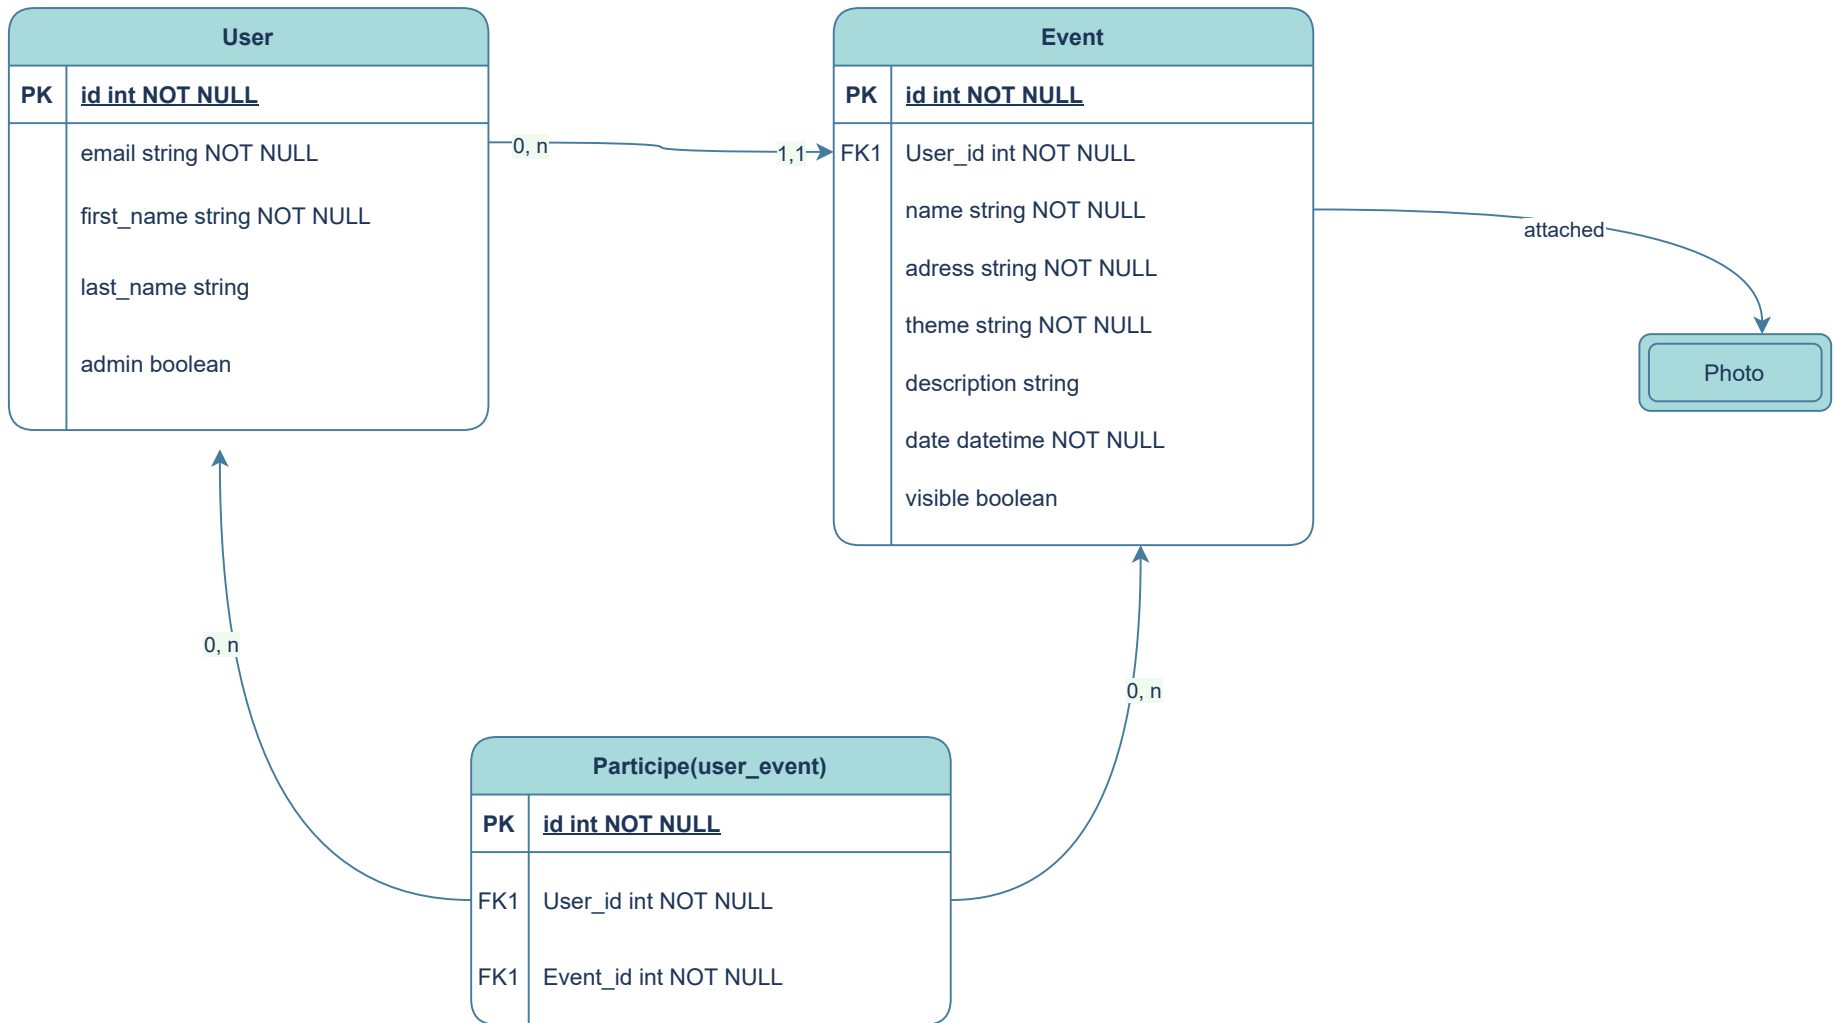 User
PK id int NOT NULL
email string NOT NULL
first_name string NOT NULL
last_name string
admin boolean
0, n
1,1
Event
PK id int NOT NULL
FK1 User_id int NOT NULL
name string NOT NULL
adress string NOT NULL
theme string NOT NULL
description string
date datetime NOT NULL
visible boolean
attached
Photo
0, n
0, n
Participe(user_event)
PK id int NOT NULL
FK1 User_id int NOT NULL
FK1 Event_id int NOT NULL